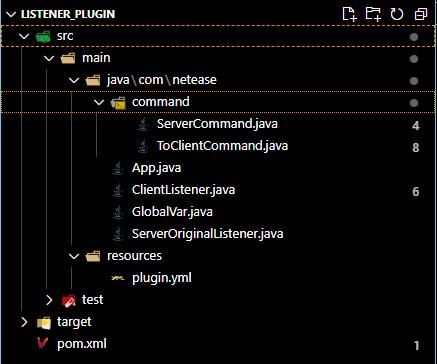 LISTENER_PLUGIN
src
main
java\com\netease
command
ServerCommand.java 4
ToClientCommand.java 8
App.java
ClientListener.java 6
GlobalVar.java
ServerOriginalListener.java
resources
plugin.yml
test
target
pom.xml 1